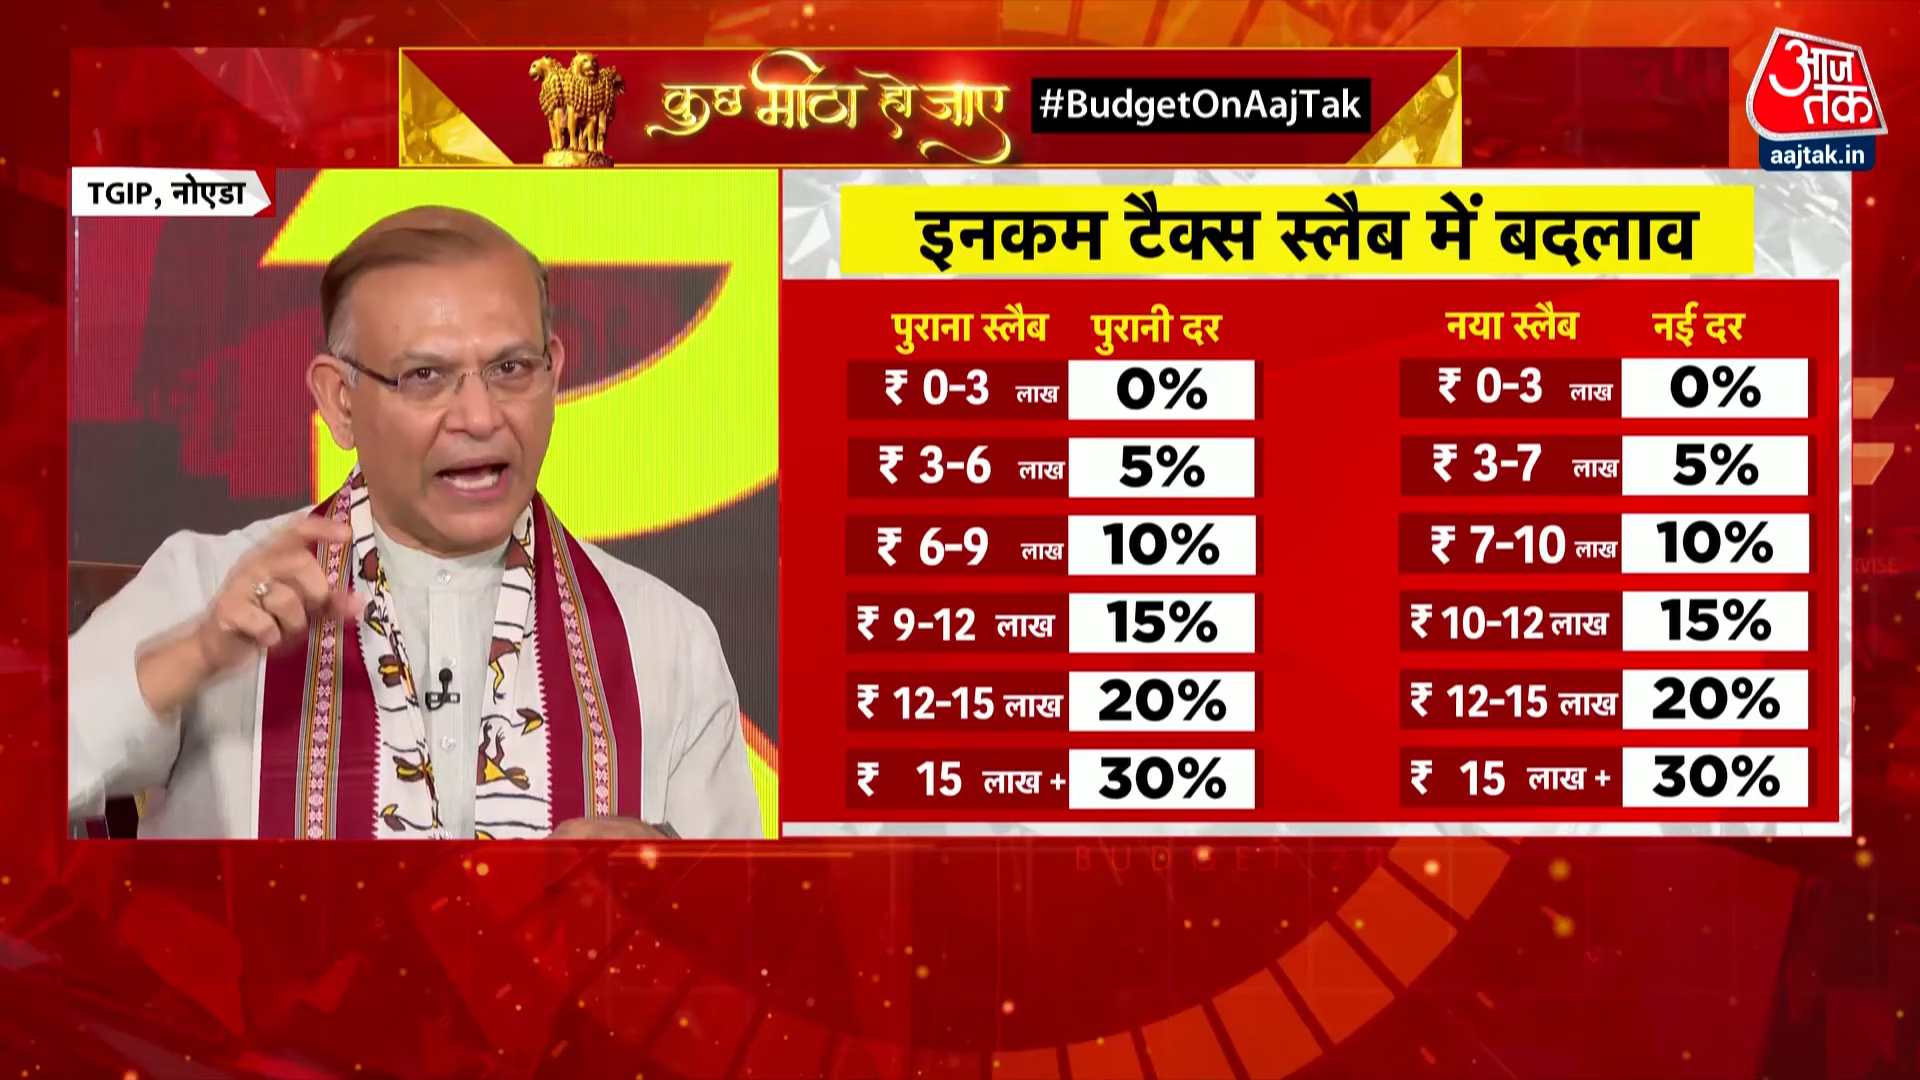 कुछ मीठा हो जाए #BudgetOnAajTak
आज तक
aajtak.in
TGIP, नोएडा
इनकम टैक्स स्लैब में बदलाव
पुराना स्लैब पुरानी दर नया स्लैब नई दर
₹ 0-3 लाख 0% ₹ 0-3 लाख 0%
₹ 3-6 लाख 5% ₹ 3-7 लाख 5%
₹ 6-9 लाख 10% ₹ 7-10 लाख 10%
₹ 9-12 लाख 15% ₹ 10-12 लाख 15%
₹ 12-15 लाख 20% ₹ 12-15 लाख 20%
₹ 15 लाख + 30% ₹ 15 लाख + 30%
BUDGET 20